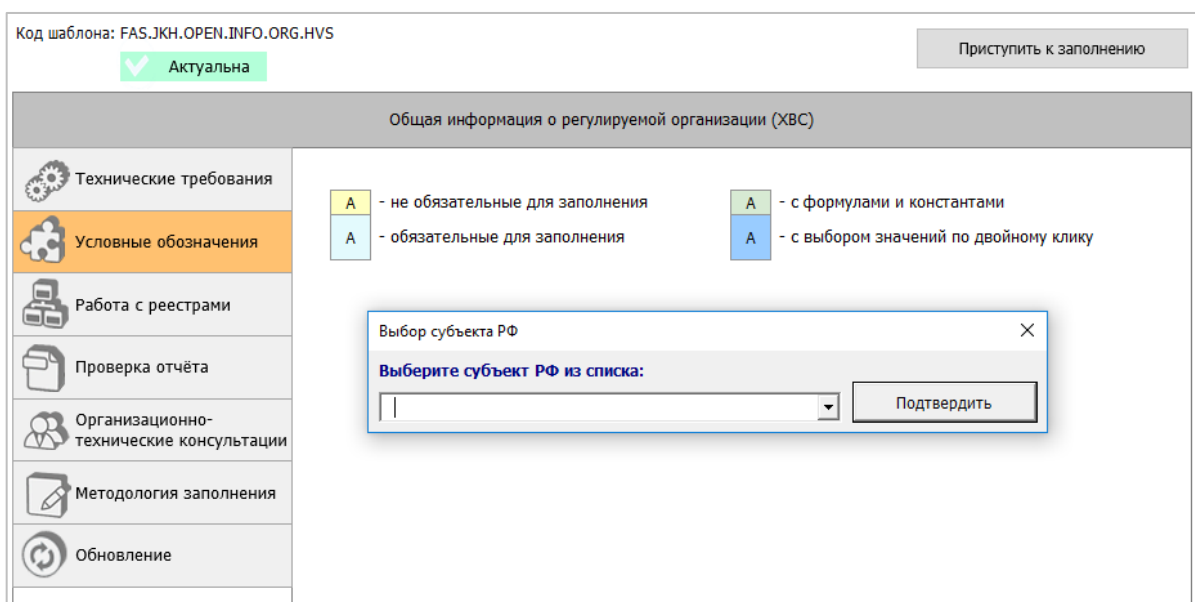 Код шаблона: FAS.JKH.OPEN.INFO.ORG.HVS
Актуальна
Приступить к заполнению
Общая информация о регулируемой организации (ХВС)
Технические требования
Условные обозначения
Работа с реестрами
Проверка отчёта
Организационно-
технические консультации
Методология заполнения
Обновление
А - не обязательные для заполнения
А - с формулами и константами
А - обязательные для заполнения
А - с выбором значений по двойному клику
Выбор субъекта РФ
Выберите субъект РФ из списка:
Подтвердить